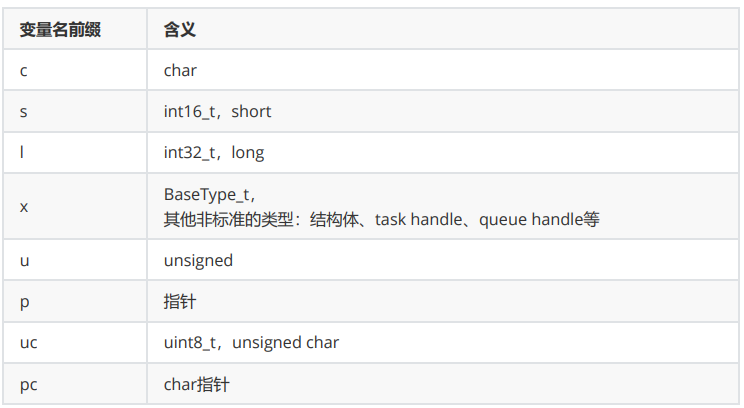 变量名前缀 含义
c char
s int16_t，short
l int32_t，long
x BaseType_t，
其他非标准的类型：结构体、task handle、queue handle等
u unsigned
p 指针
uc uint8_t，unsigned char
pc char指针